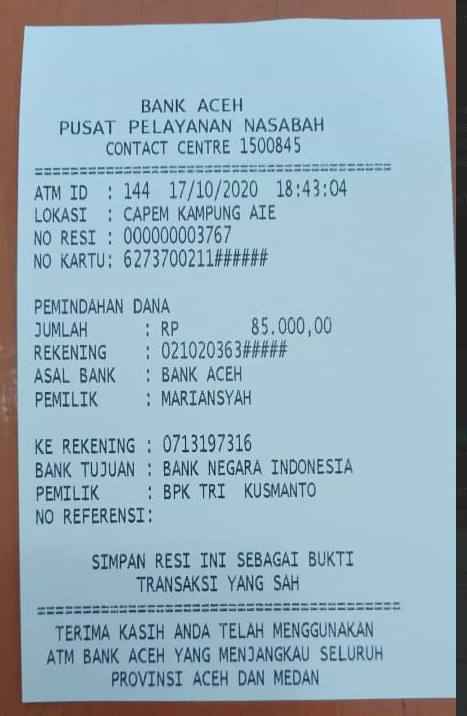 BANK ACEH
PUSAT PELAYANAN NASABAH
CONTACT CENTRE 1500845
==================================================
ATM ID : 144 17/10/2020 18:43:04
LOKASI : CAPEM KAMPUNG AIE
NO RESI : 000000003767
NO KARTU: 6273700211######
PEMINDAHAN DANA
JUMLAH : RP 85.000,00
REKENING : 021020363#####
ASAL BANK : BANK ACEH
PEMILIK : MARIANSYAH
KE REKENING : 0713197316
BANK TUJUAN : BANK NEGARA INDONESIA
PEMILIK : BPK TRI KUSMANTO
NO REFERENSI:
SIMPAN RESI INI SEBAGAI BUKTI
TRANSAKSI YANG SAH
==================================================
TERIMA KASIH ANDA TELAH MENGGUNAKAN
ATM BANK ACEH YANG MENJANGKAU SELURUH
PROVINSI ACEH DAN MEDAN